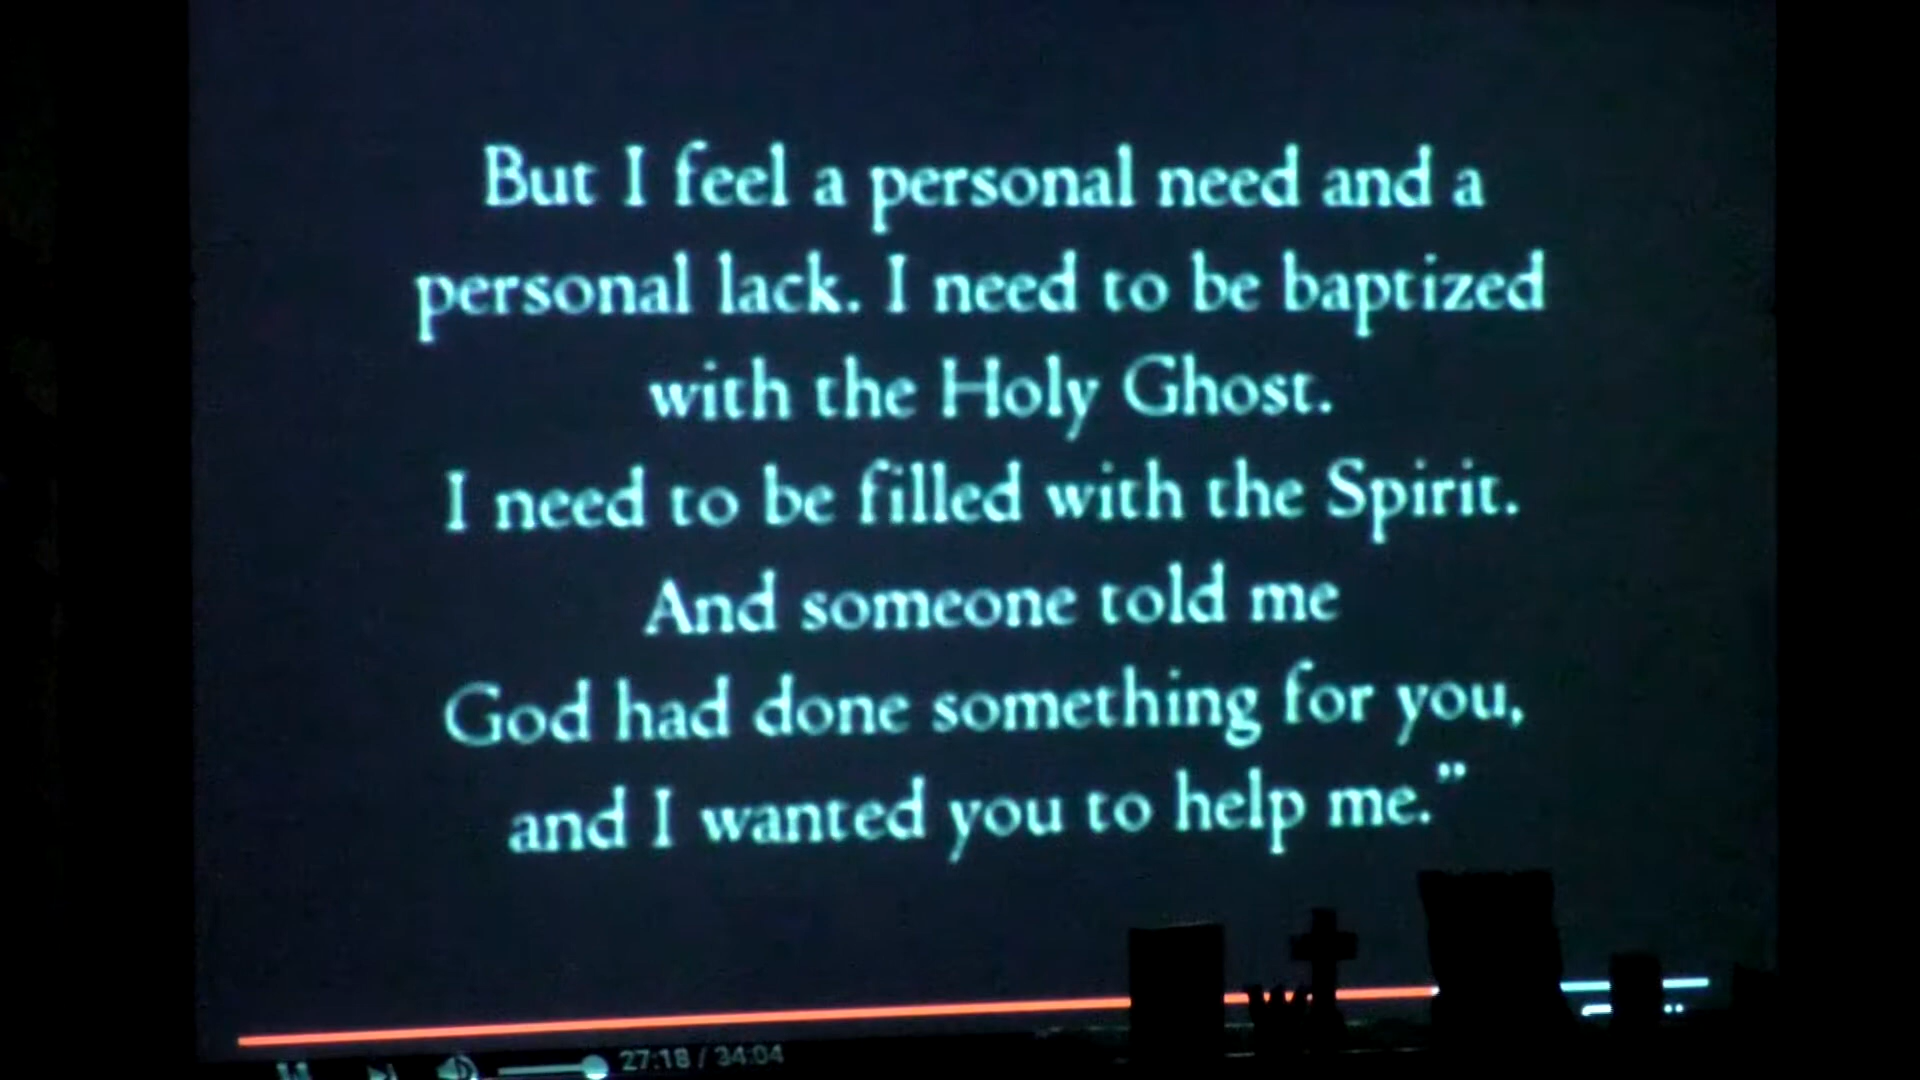 But I feel a personal need and a
personal lack. I need to be baptized
with the Holy Ghost.
I need to be filled with the Spirit.
And someone told me
God had done something for you,
and I wanted you to help me.”
27:18 / 34:04